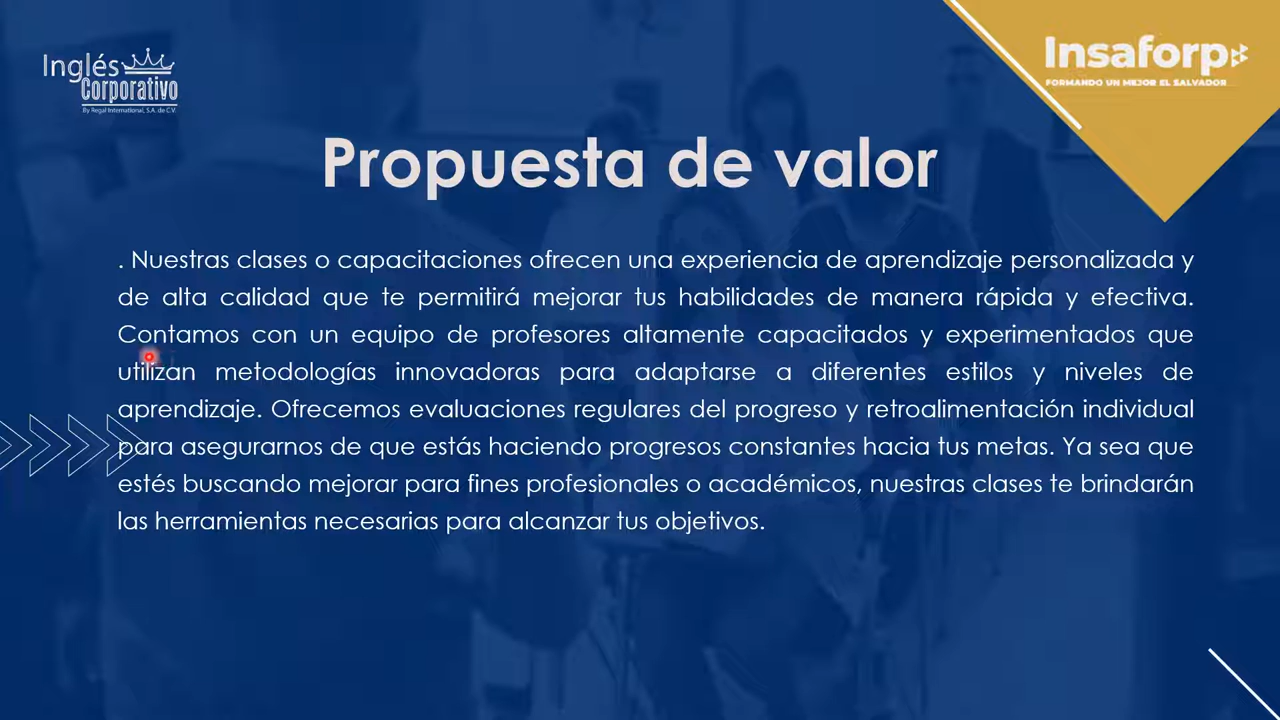 Inglés
Corporativo
By Regal International, S.A. de C.V.
Insaforp
FORMANDO UN MEJOR EL SALVADOR
Propuesta de valor
. Nuestras clases o capacitaciones ofrecen una experiencia de aprendizaje personalizada y
de alta calidad que te permitirá mejorar tus habilidades de manera rápida y efectiva.
Contamos con un equipo de profesores altamente capacitados y experimentados que
utilizan metodologías innovadoras para adaptarse a diferentes estilos y niveles de
aprendizaje. Ofrecemos evaluaciones regulares del progreso y retroalimentación individual
para asegurarnos de que estás haciendo progresos constantes hacia tus metas. Ya sea que
estés buscando mejorar para fines profesionales o académicos, nuestras clases te brindarán
las herramientas necesarias para alcanzar tus objetivos.